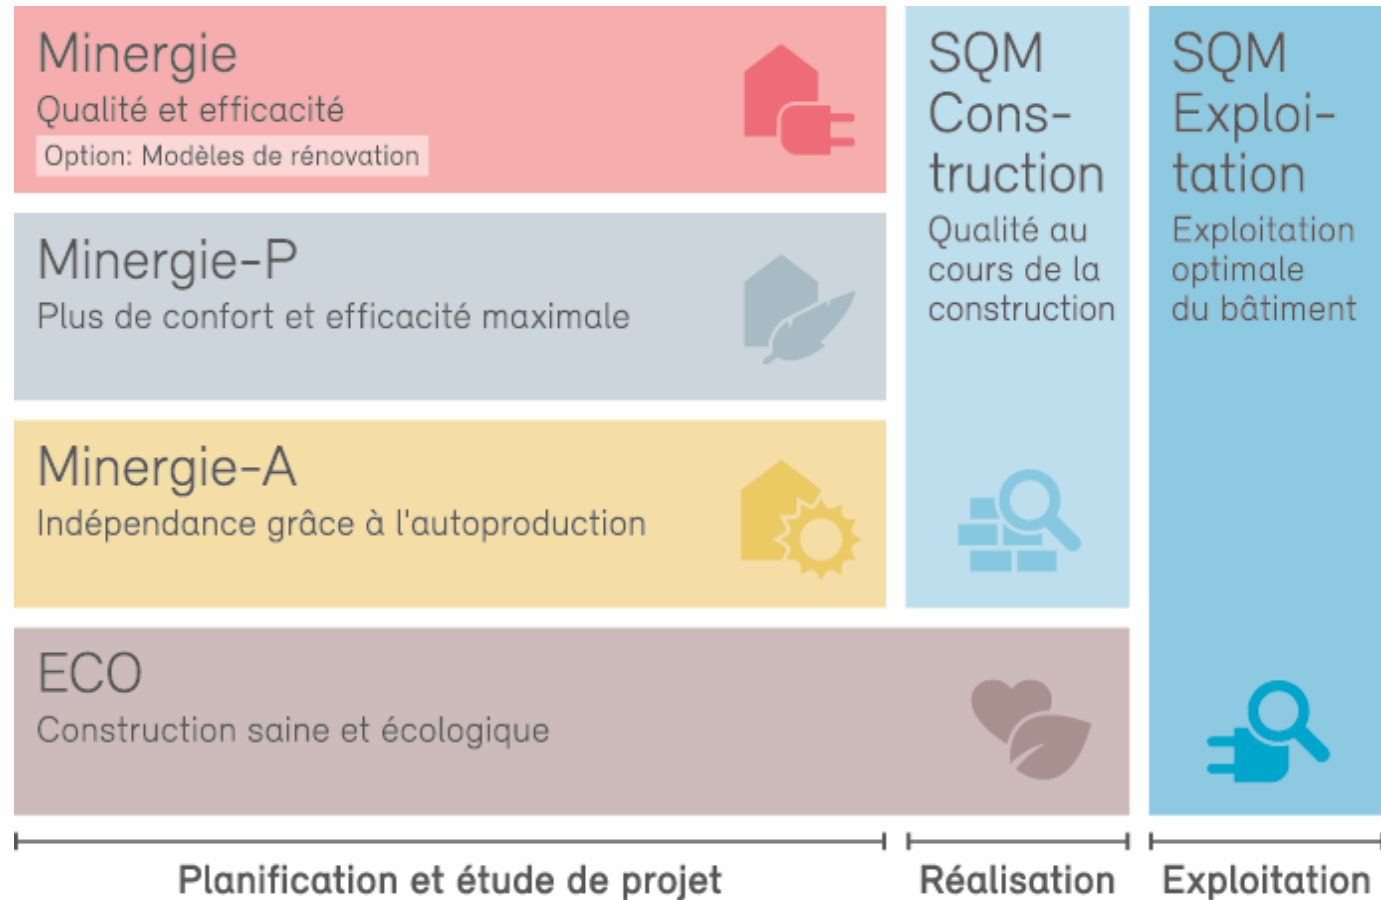 Minergie
Qualité et efficacité
Option: Modèles de rénovation
Minergie-P
Plus de confort et efficacité maximale
Minergie-A
Indépendance grâce à l'autoproduction
ECO
Construction saine et écologique
SQM
Cons-
truction
Qualité au
cours de la
construction
SQM
Exploi-
tation
Exploitation
optimale
du bâtiment
Planification et étude de projet
Réalisation
Exploitation